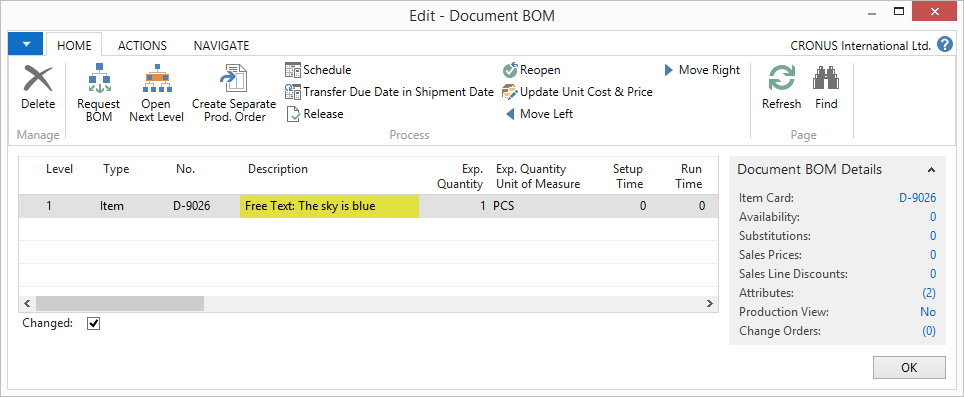 Edit - Document BOM
HOME ACTIONS NAVIGATE CRONUS International Ltd. ?
Delete
Request BOM
Open Next Level
Create Separate Prod. Order
Schedule
Transfer Due Date in Shipment Date
Release
Reopen
Update Unit Cost & Price
Move Left
Move Right
Refresh
Find
Manage Process Page
Level Type No. Description Exp. Quantity Exp. Quantity Unit of Measure Setup Time Run Time
1 Item D-9026 Free Text: The sky is blue 1 PCS 0 0
Changed:
Document BOM Details
Item Card: D-9026
Availability: 0
Substitutions: 0
Sales Prices: 0
Sales Line Discounts: 0
Attributes: (2)
Production View: No
Change Orders: (0)
OK